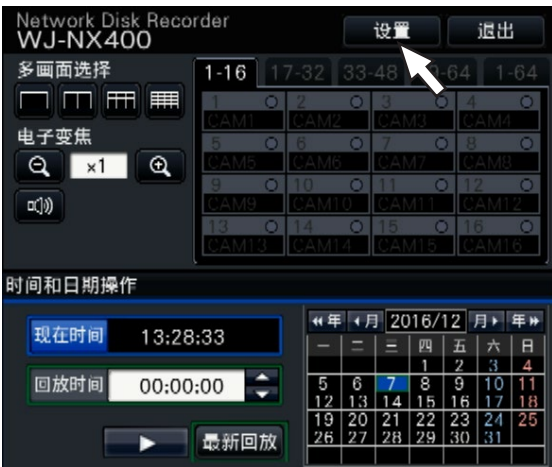 Network Disk Recorder
WJ-NX400
设置
退出
多画面选择
电子变焦
×1
1-16 17-32 33-48 -64 1-64
1 2 3 4
CAM1 CAM2 CAM3 CAM4
5 6 7 8
CAM5 CAM6 CAM7 CAM8
9 10 11 12
CAM9 CAM10 CAM11 CAM12
13 14 15 16
CAM13 CAM14 CAM15 CAM16
时间和日期操作
现在时间 13:28:33
回放时间 00:00:00
最新回放
年 月 2016/12 月 年
一 二 三 四 五 六 日
1 2 3 4
5 6 7 8 9 10 11
12 13 14 15 16 17 18
19 20 21 22 23 24 25
26 27 28 29 30 31